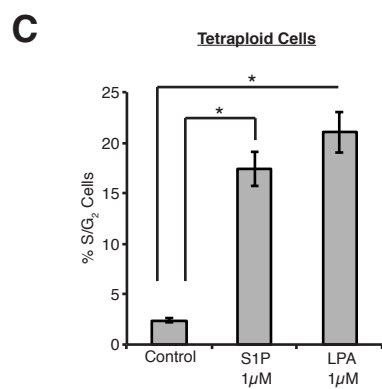 C
Tetraploid Cells
*
*
25
20
15
10
5
0
% S/G₂ Cells
Control
S1P
1µM
LPA
1µM